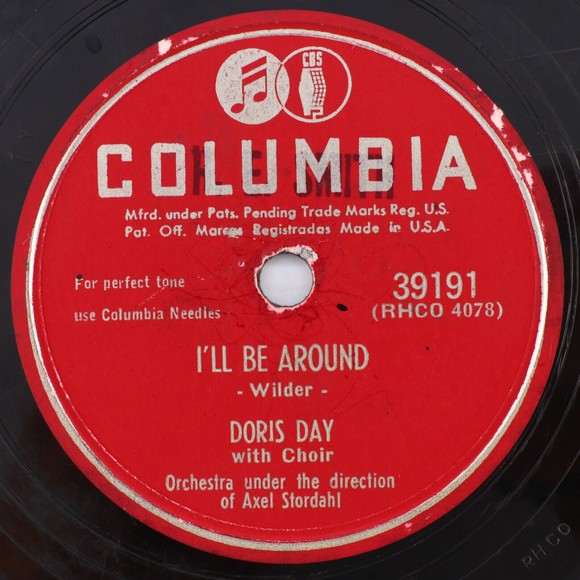 CBS
COLUMBIA
Mfrd. under Pats. Pending Trade Marks Reg. U.S.
Pat. Off. Marcas Registradas Made in U.S.A.
For perfect tone
use Columbia Needles
39191
(RHCO 4078)
I'LL BE AROUND
- Wilder -
DORIS DAY
with Choir
Orchestra under the direction
of Axel Stordahl
RHCO